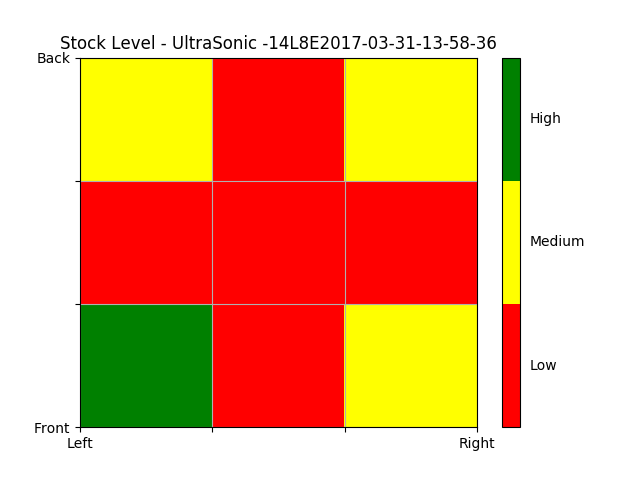 Stock Level - UltraSonic -14L8E2017-03-31-13-58-36
Back
Front
Left
Right
High
Medium
Low